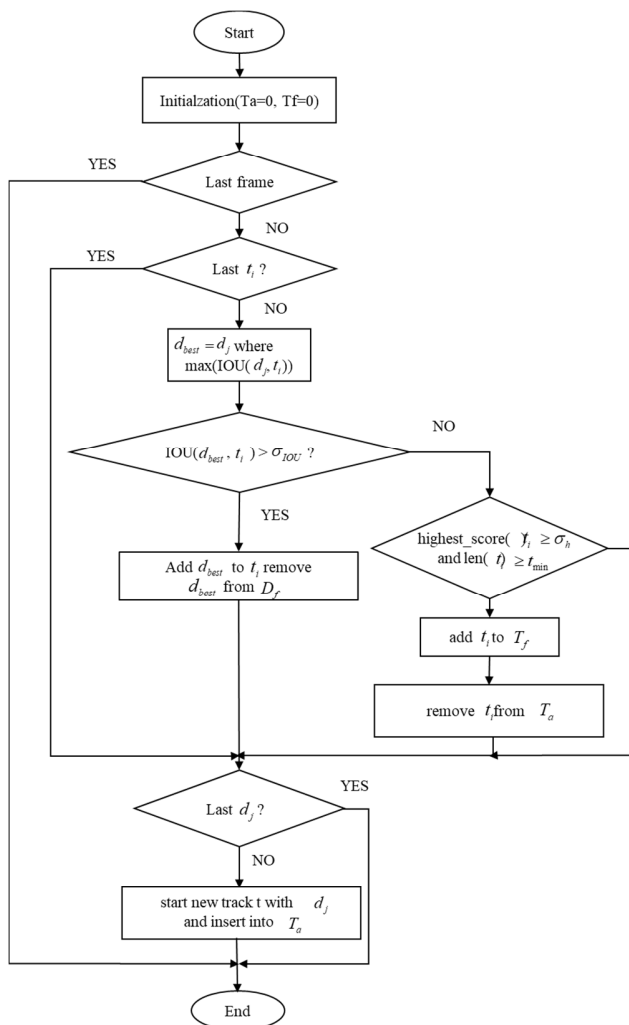 Start
Initialzation(Ta=0, Tf=0)
YES
Last frame
NO
YES
Last t_i ?
NO
d_best = d_j where
max(IOU( d_j, t_i))
NO
IOU(d_best , t_i ) > σ_IOU ?
YES
highest_score( )t_i ≥ σ_h
and len( t_i) ≥ t_min
Add d_best to t_i remove
d_best from D_f
add t_i to T_f
remove t_i from T_a
YES
Last d_j ?
NO
start new track t with d_j
and insert into T_a
End